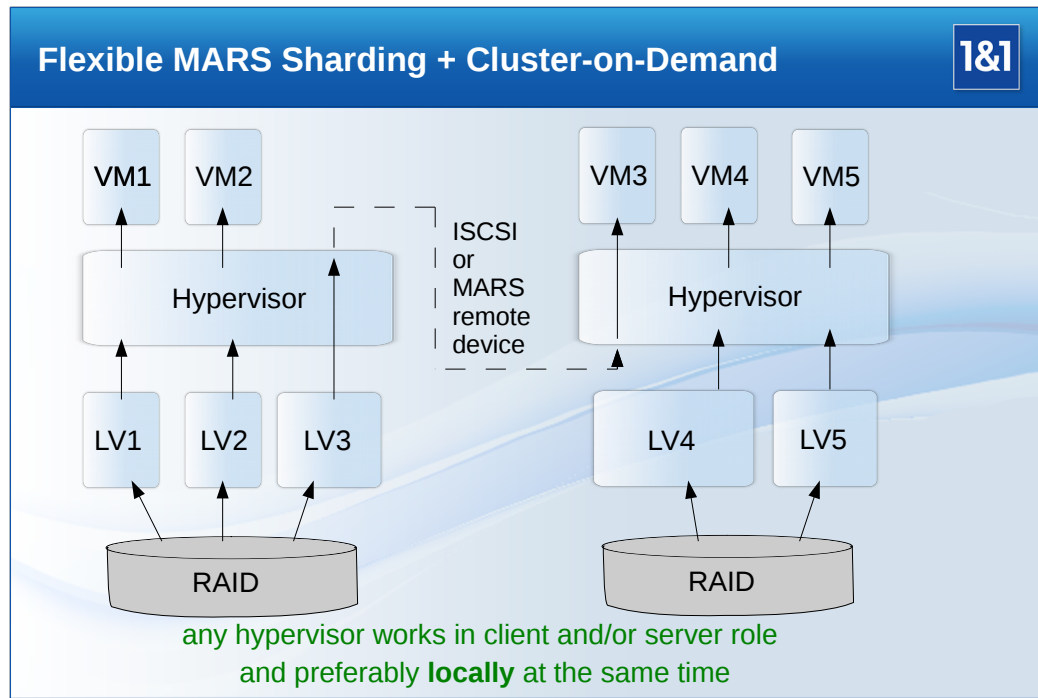 Flexible MARS Sharding + Cluster-on-Demand
1&1
VM1
VM2
VM3
VM4
VM5
ISCSI
or
MARS
remote
device
Hypervisor
Hypervisor
LV1
LV2
LV3
LV4
LV5
RAID
RAID
any hypervisor works in client and/or server role
and preferably locally at the same time